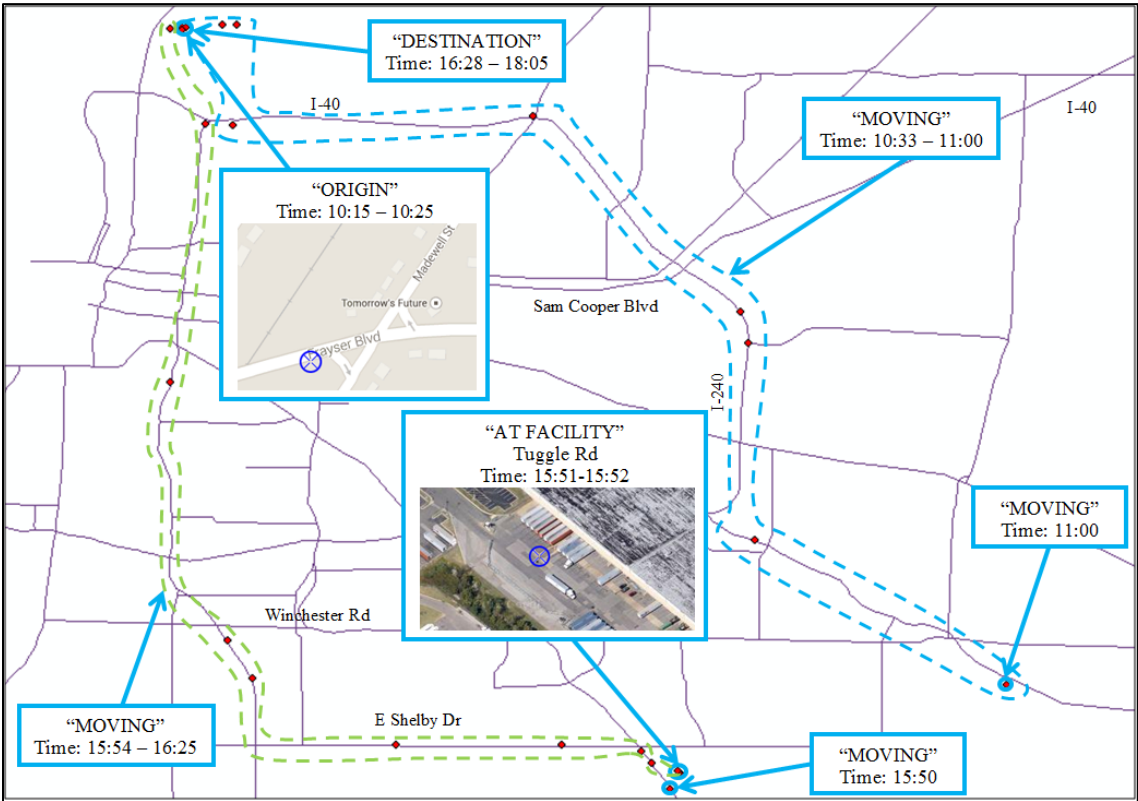 “DESTINATION”
Time: 16:28 – 18:05
I-40
I-40
“MOVING”
Time: 10:33 – 11:00
“ORIGIN”
Time: 10:15 – 10:25
Madewell St
Tomorrow's Future
ayser Blvd
Sam Cooper Blvd
I-240
“AT FACILITY”
Tuggle Rd
Time: 15:51-15:52
“MOVING”
Time: 11:00
Winchester Rd
E Shelby Dr
“MOVING”
Time: 15:54 – 16:25
“MOVING”
Time: 15:50